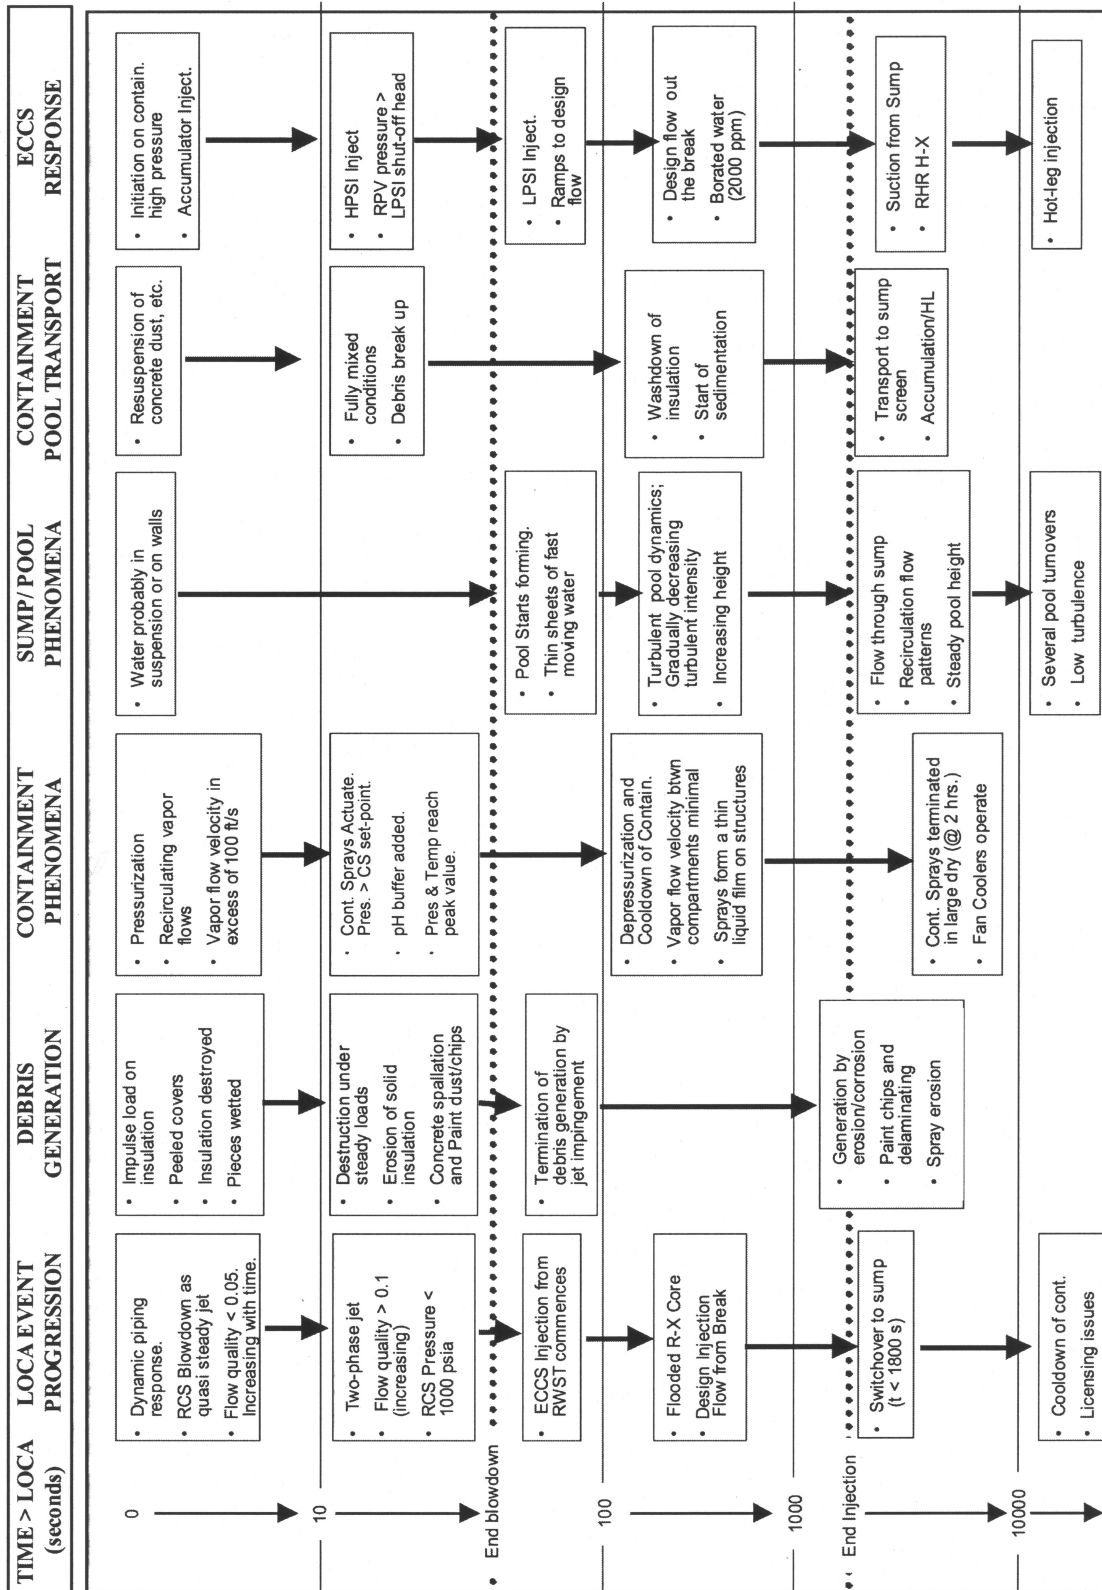 TIME > LOCA
(seconds)
LOCA EVENT
PROGRESSION
DEBRIS
GENERATION
CONTAINMENT
PHENOMENA
SUMP/ POOL
PHENOMENA
CONTAINMENT
POOL TRANSPORT
ECCS
RESPONSE
0
• Dynamic piping
response.
• RCS Blowdown as
quasi steady jet
• Flow quality < 0.05.
Increasing with time.
• Impulse load on
insulation
• Peeled covers
• Insulation destroyed
• Pieces wetted
• Pressurization
• Recirculating vapor
flows
• Vapor flow velocity in
excess of 100 ft/s
• Water probably in
suspension or on walls
• Resuspension of
concrete dust, etc.
• Initiation on contain.
high pressure
• Accumulator Inject.
10
• Two-phase jet
• Flow quality > 0.1
(increasing)
• RCS Pressure <
1000 psia
• Destruction under
steady loads
• Erosion of solid
insulation
• Concrete spallation
and Paint dust/chips
• Cont. Sprays Actuate.
Pres. > CS set-point.
• pH buffer added.
• Pres & Temp reach
peak value.
• Fully mixed
conditions
• Debris break up
• HPSI Inject
• RPV pressure >
LPSI shut-off head
End blowdown
• ECCS Injection from
RWST commences
• Termination of
debris generation by
jet impingement
• Pool Starts forming.
• Thin sheets of fast
moving water
• LPSI Inject.
• Ramps to design
flow
100
• Flooded R-X Core
• Design Injection
Flow from Break
• Depressurization and
Cooldown of Contain.
• Vapor flow velocity btwn
compartments minimal
• Sprays form a thin
liquid film on structures
• Turbulent pool dynamics;
Gradually decreasing
turbulent intensity
• Increasing height
• Washdown of
insulation
• Start of
sedimentation
• Design flow out
the break
• Borated water
(2000 ppm)
1000
End Injection
• Switchover to sump
(t < 1800 s)
• Generation by
erosion/corrosion
• Paint chips and
delaminating
• Spray erosion
• Cont. Sprays terminated
in large dry (@ 2 hrs.)
• Fan Coolers operate
• Flow through sump
• Recirculation flow
patterns
• Steady pool height
• Transport to sump
screen
• Accumulation/HL
• Suction from Sump
• RHR H-X
10000
• Cooldown of cont.
• Licensing issues
• Several pool turnovers
• Low turbulence
• Hot-leg injection